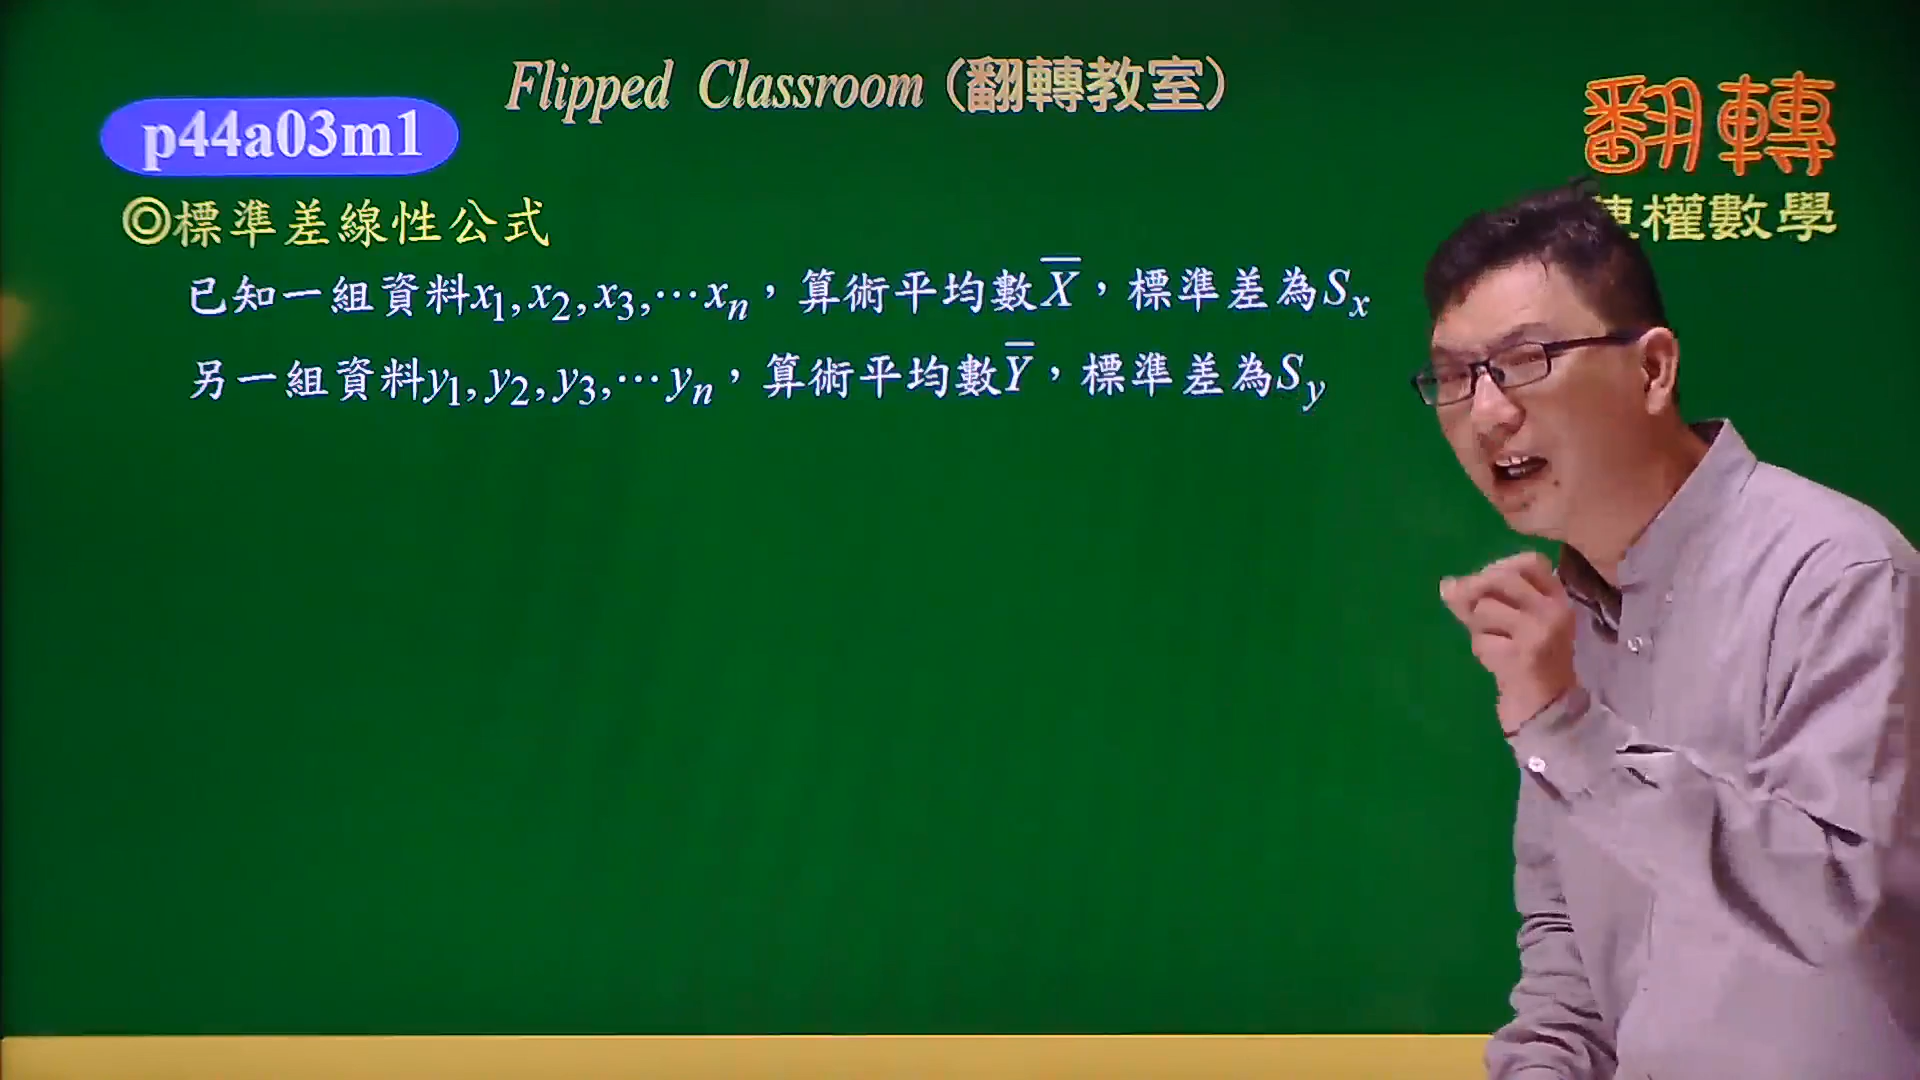 Flipped Classroom (翻轉教室)
翻轉
權數學
p44a03m1
◎標準差線性公式
已知一組資料x₁, x₂, x₃, ⋯ xₙ，算術平均數X̅，標準差為Sₓ
另一組資料y₁, y₂, y₃, ⋯ yₙ，算術平均數Y̅，標準差為S_y